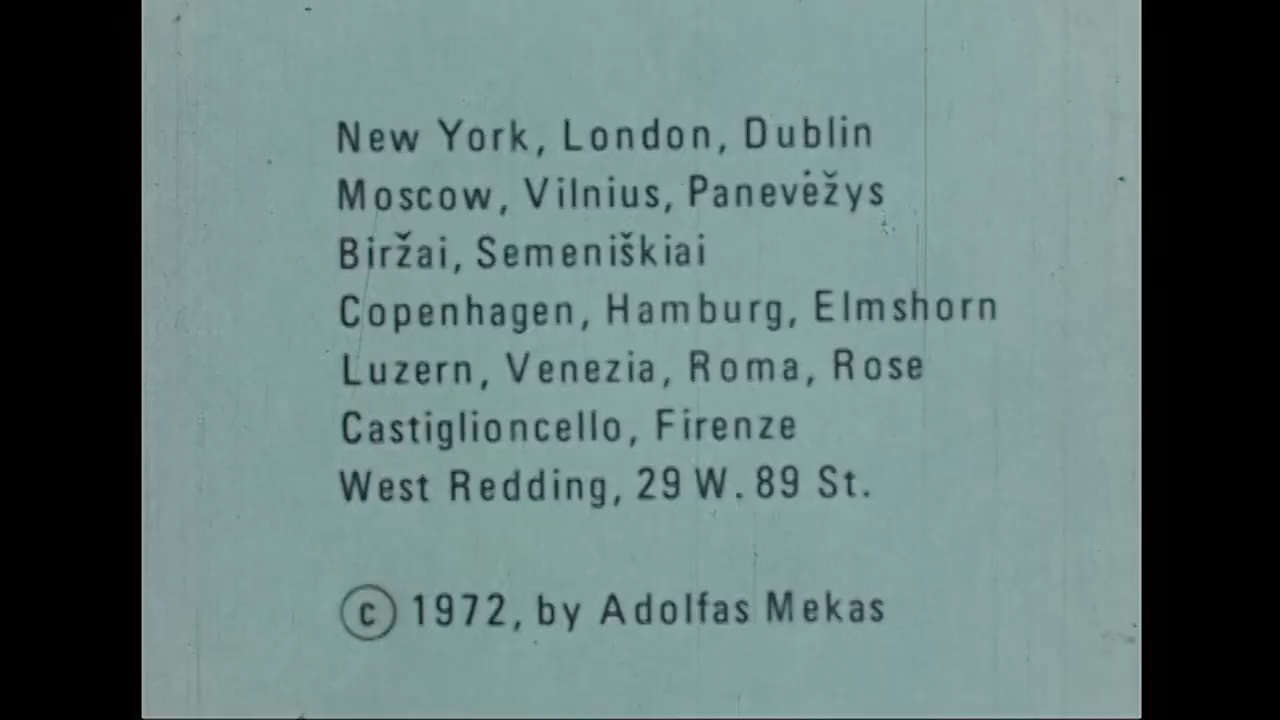 New York, London, Dublin
Moscow, Vilnius, Panevėžys
Biržai, Semeniškiai
Copenhagen, Hamburg, Elmshorn
Luzern, Venezia, Roma, Rose
Castiglioncello, Firenze
West Redding, 29 W. 89 St.
© 1972, by Adolfas Mekas